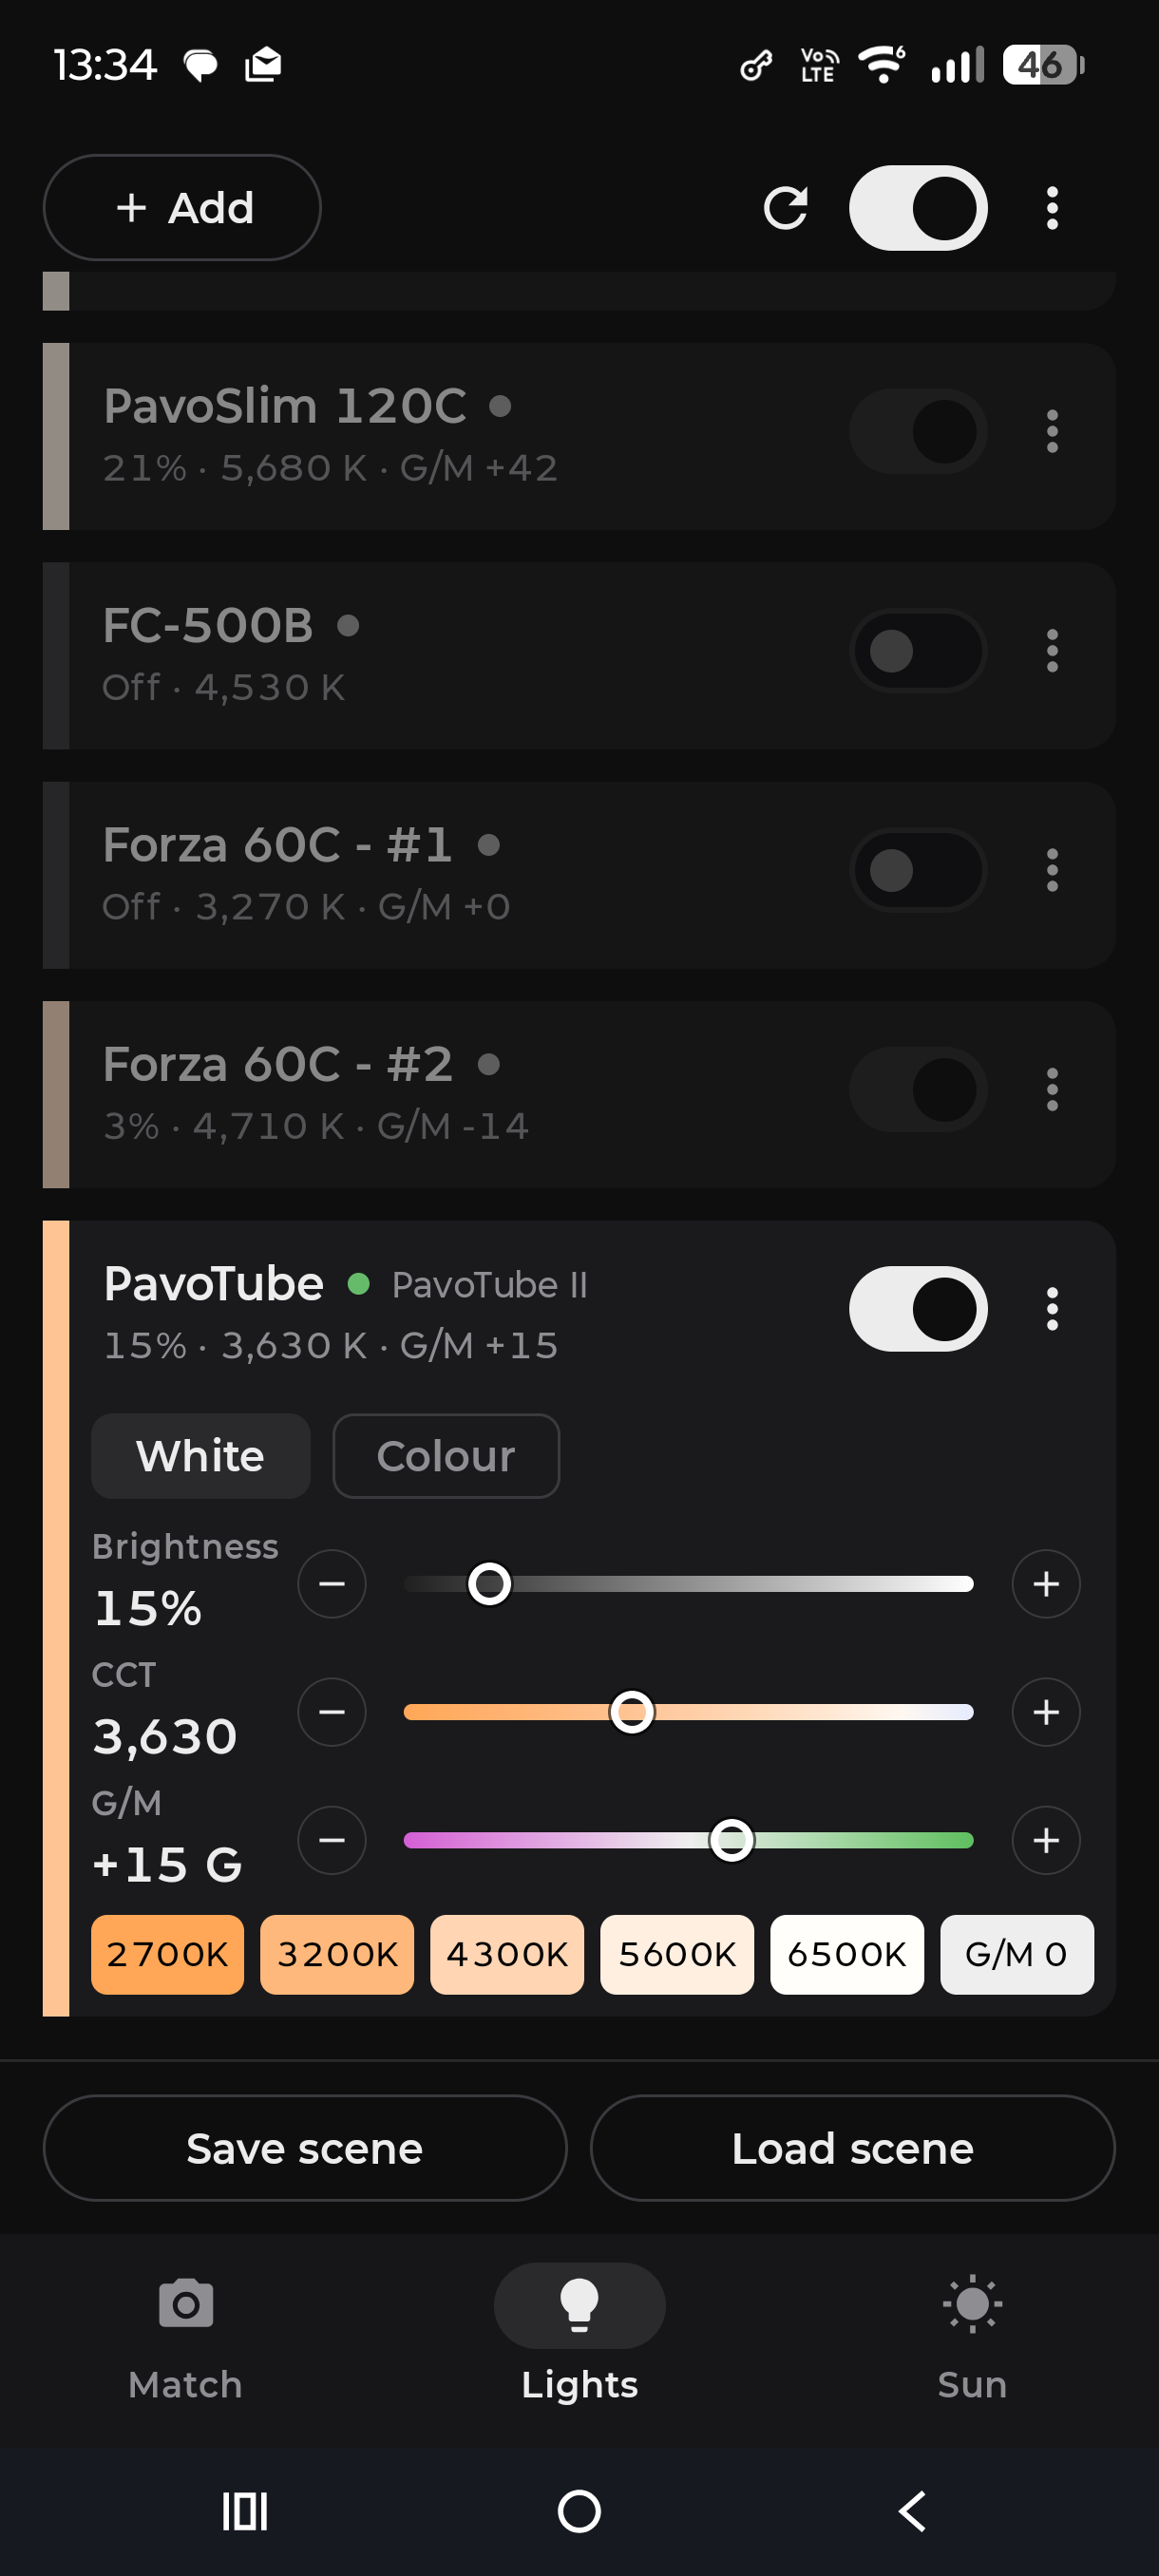 13:34
Vo LTE
6
46
+ Add
PavoSlim 120C
21% · 5,680 K · G/M +42
FC-500B
Off · 4,530 K
Forza 60C - #1
Off · 3,270 K · G/M +0
Forza 60C - #2
3% · 4,710 K · G/M -14
PavoTube PavoTube II
15% · 3,630 K · G/M +15
White Colour
Brightness
15%
CCT
3,630
G/M
+15 G
2700K 3200K 4300K 5600K 6500K G/M 0
Save scene Load scene
Match Lights Sun